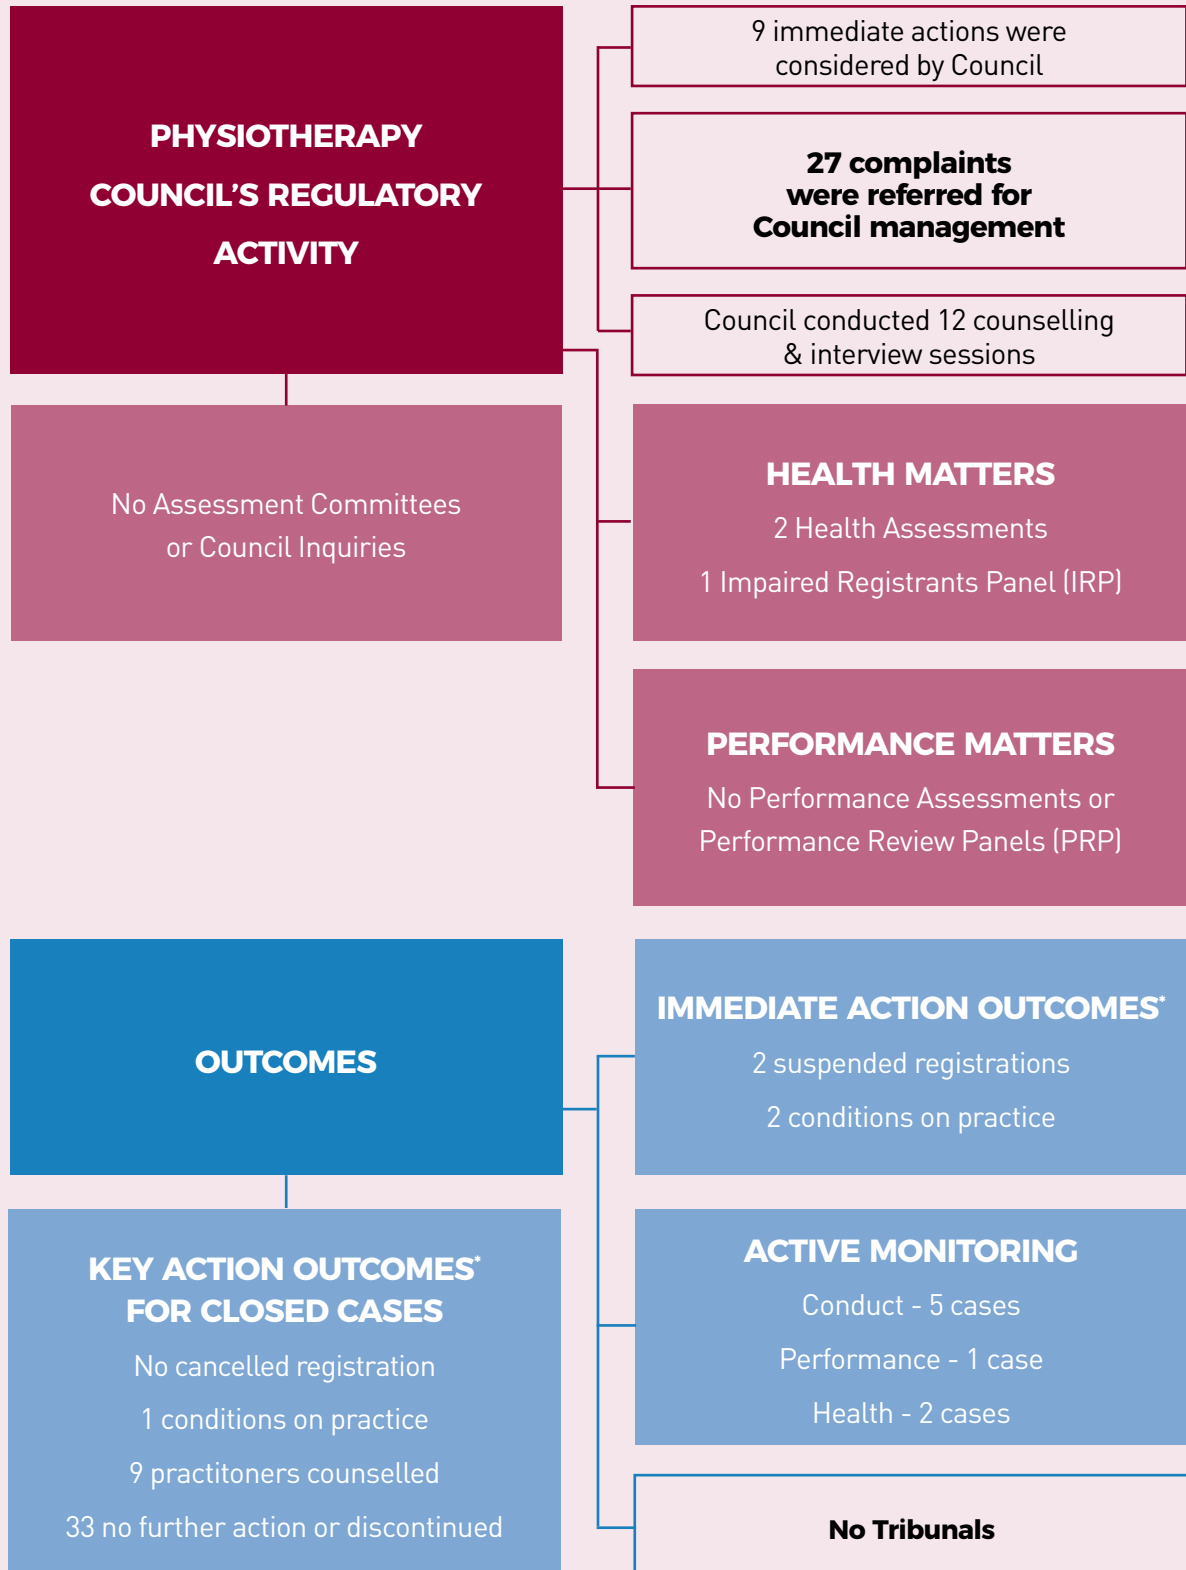 PHYSIOTHERAPY
COUNCIL’S REGULATORY
ACTIVITY
9 immediate actions were
considered by Council
27 complaints
were referred for
Council management
Council conducted 12 counselling
& interview sessions
No Assessment Committees
or Council Inquiries
HEALTH MATTERS
2 Health Assessments
1 Impaired Registrants Panel (IRP)
PERFORMANCE MATTERS
No Performance Assessments or
Performance Review Panels (PRP)
OUTCOMES
IMMEDIATE ACTION OUTCOMES*
2 suspended registrations
2 conditions on practice
KEY ACTION OUTCOMES*
FOR CLOSED CASES
No cancelled registration
1 conditions on practice
9 practitoners counselled
33 no further action or discontinued
ACTIVE MONITORING
Conduct - 5 cases
Performance - 1 case
Health - 2 cases
No Tribunals